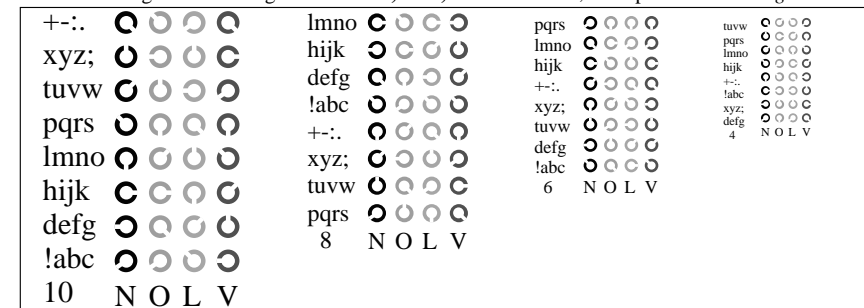 +-:.
xyz;
tuvw
pqrs
lmno
hijk
defg
!abc
10 N O L V
lmno
hijk
defg
!abc
+-:.
xyz;
tuvw
pqrs
8 N O L V
pqrs
lmno
hijk
+-:.
xyz;
tuvw
defg
!abc
6 N O L V
tuvw
pqrs
lmno
hijk
+-:.
!abc
xyz;
defg
4 N O L V